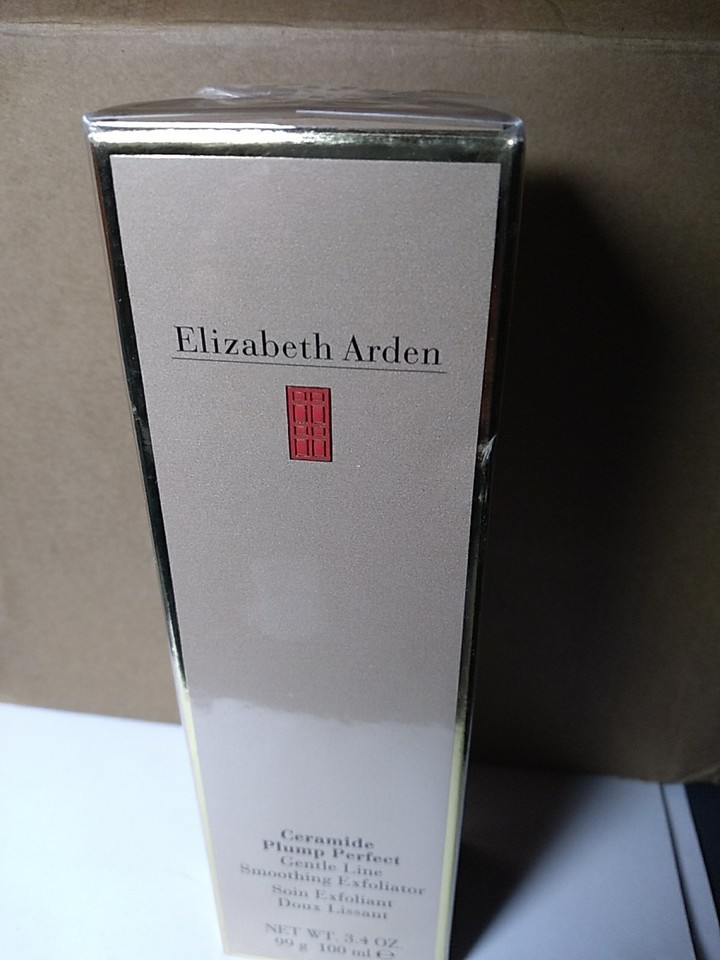 Elizabeth Arden
Ceramide
Plump Perfect
Gentle Line
Smoothing Exfoliator
Soin Exfoliant
Doux Lissant
NET WT. 3.4 OZ.
99 g 100 ml ℮